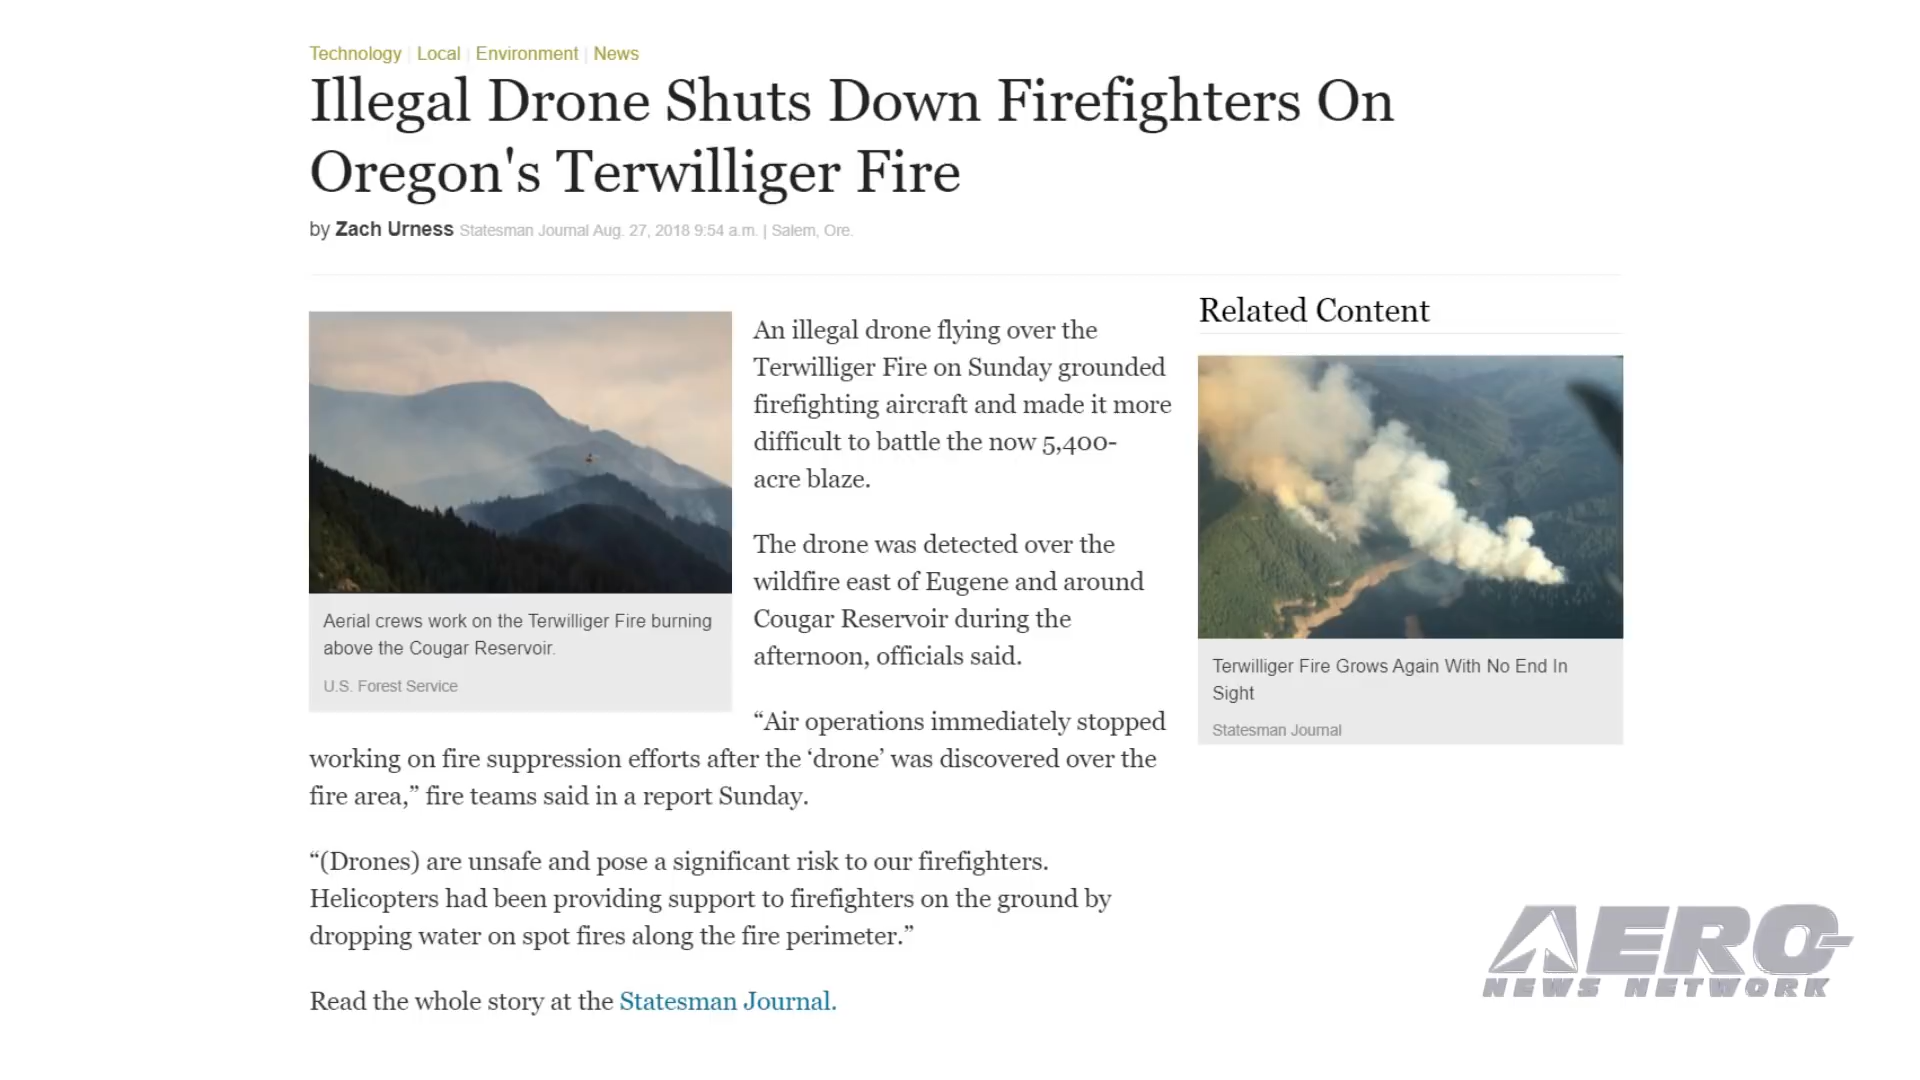 Technology | Local | Environment | News
Illegal Drone Shuts Down Firefighters On
Oregon's Terwilliger Fire
by Zach Urness Statesman Journal Aug. 27, 2018 9:54 a.m. | Salem, Ore.
An illegal drone flying over the
Terwilliger Fire on Sunday grounded
firefighting aircraft and made it more
difficult to battle the now 5,400-
acre blaze.
The drone was detected over the
wildfire east of Eugene and around
Cougar Reservoir during the
afternoon, officials said.
“Air operations immediately stopped
working on fire suppression efforts after the ‘drone’ was discovered over the
fire area,” fire teams said in a report Sunday.
“(Drones) are unsafe and pose a significant risk to our firefighters.
Helicopters had been providing support to firefighters on the ground by
dropping water on spot fires along the fire perimeter.”
Read the whole story at the Statesman Journal.
Aerial crews work on the Terwilliger Fire burning
above the Cougar Reservoir.
U.S. Forest Service
Related Content
Terwilliger Fire Grows Again With No End In
Sight
Statesman Journal
AERO-
NEWS NETWORK